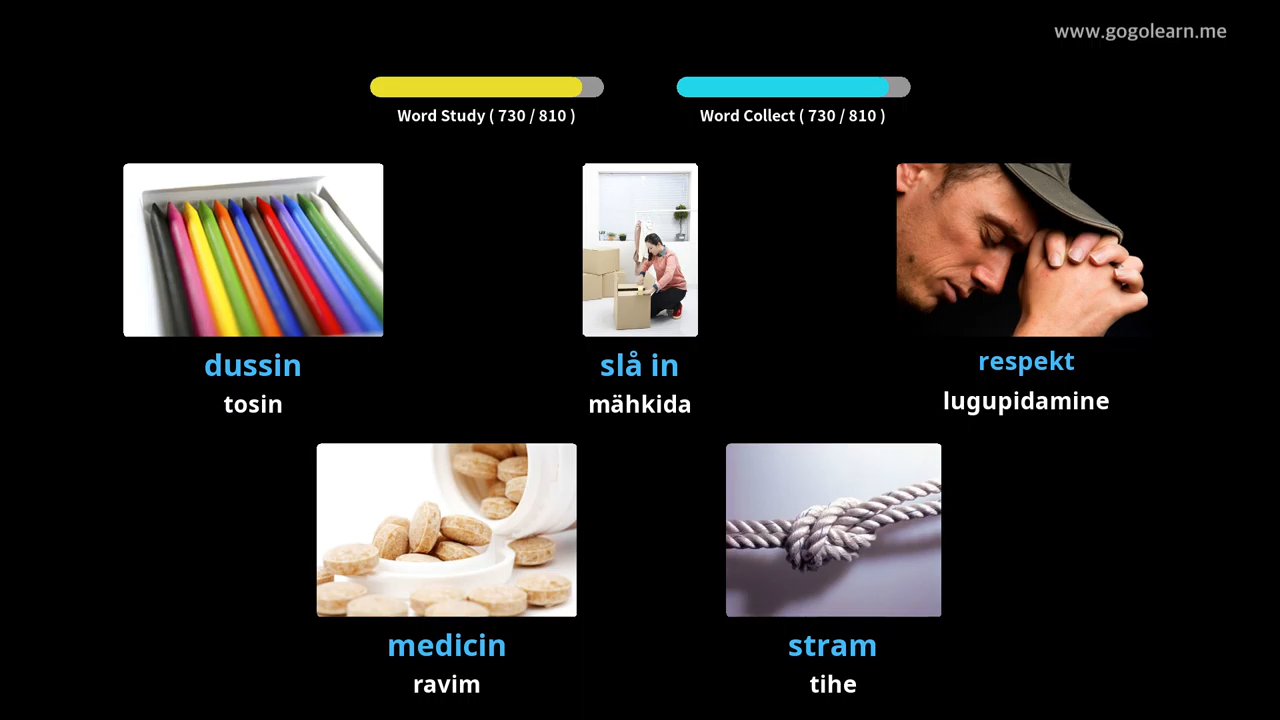 www.gogolearn.me
Word Study ( 730 / 810 )
Word Collect ( 730 / 810 )
dussin
tosin
slå in
mähkida
respekt
lugupidamine
medicin
ravim
stram
tihe